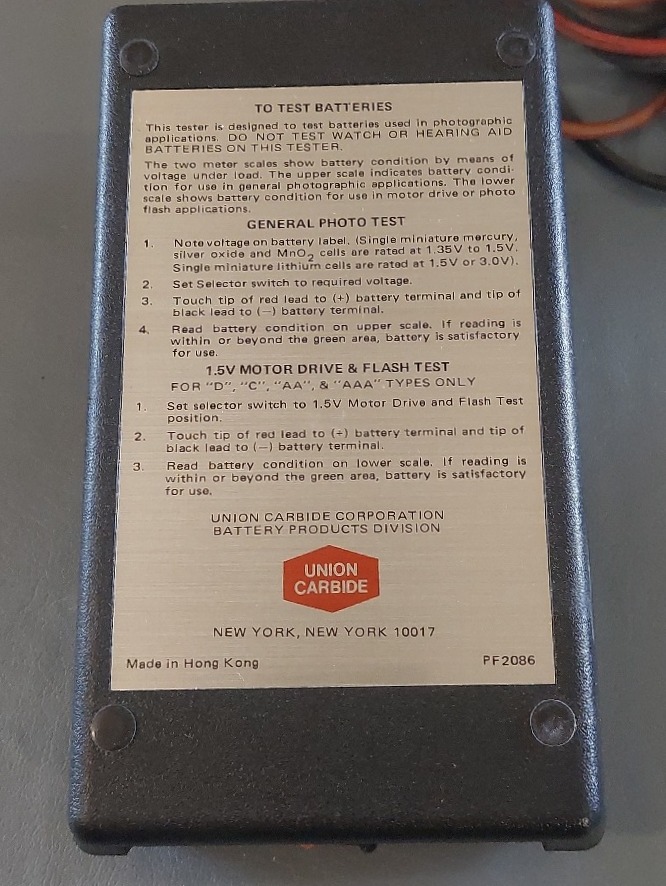 TO TEST BATTERIES
This tester is designed to test batteries used in photographic
applications. DO NOT TEST WATCH OR HEARING AID
BATTERIES ON THIS TESTER.
The two meter scales show battery condition by means of
voltage under load. The upper scale indicates battery condi-
tion for use in general photographic applications. The lower
scale shows battery condition for use in motor drive or photo
flash applications.
GENERAL PHOTO TEST
1. Note voltage on battery label. (Single miniature mercury,
silver oxide and MnO2 cells are rated at 1.35V to 1.5V.
Single miniature lithium cells are rated at 1.5V or 3.0V).
2. Set Selector switch to required voltage.
3. Touch tip of red lead to (+) battery terminal and tip of
black lead to (−) battery terminal.
4. Read battery condition on upper scale. If reading is
within or beyond the green area, battery is satisfactory
for use.
1.5V MOTOR DRIVE & FLASH TEST
FOR "D", "C", "AA", & "AAA" TYPES ONLY
1. Set selector switch to 1.5V Motor Drive and Flash Test
position.
2. Touch tip of red lead to (+) battery terminal and tip of
black lead to (−) battery terminal.
3. Read battery condition on lower scale. If reading is
within or beyond the green area, battery is satisfactory
for use.
UNION CARBIDE CORPORATION
BATTERY PRODUCTS DIVISION
UNION
CARBIDE
NEW YORK, NEW YORK 10017
Made in Hong Kong PF2086